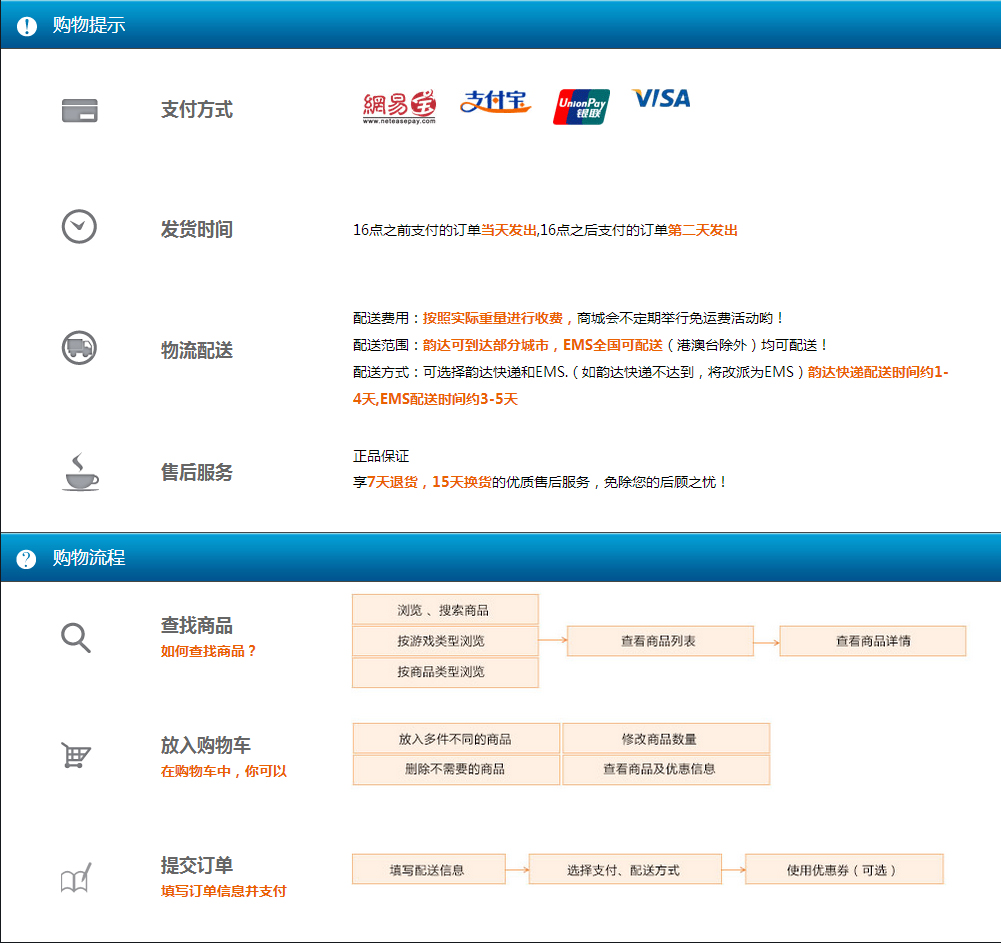 购物提示
支付方式
網易宝
www.neteasepay.com
支付宝
UnionPay
银联
VISA
发货时间
16点之前支付的订单当天发出,16点之后支付的订单第二天发出
物流配送
配送费用：按照实际重量进行收费，商城会不定期举行免运费活动哟！
配送范围：韵达可到达部分城市，EMS全国可配送（港澳台除外）均可配送！
配送方式：可选择韵达快递和EMS.（如韵达快递不达到，将改派为EMS）韵达快递配送时间约1-
4天,EMS配送时间约3-5天
售后服务
正品保证
享7天退货，15天换货的优质售后服务，免除您的后顾之忧！
购物流程
查找商品
如何查找商品？
浏览 、搜索商品
按游戏类型浏览
按商品类型浏览
查看商品列表
查看商品详情
放入购物车
在购物车中，你可以
放入多件不同的商品
修改商品数量
删除不需要的商品
查看商品及优惠信息
提交订单
填写订单信息并支付
填写配送信息
选择支付、配送方式
使用优惠券（可选）